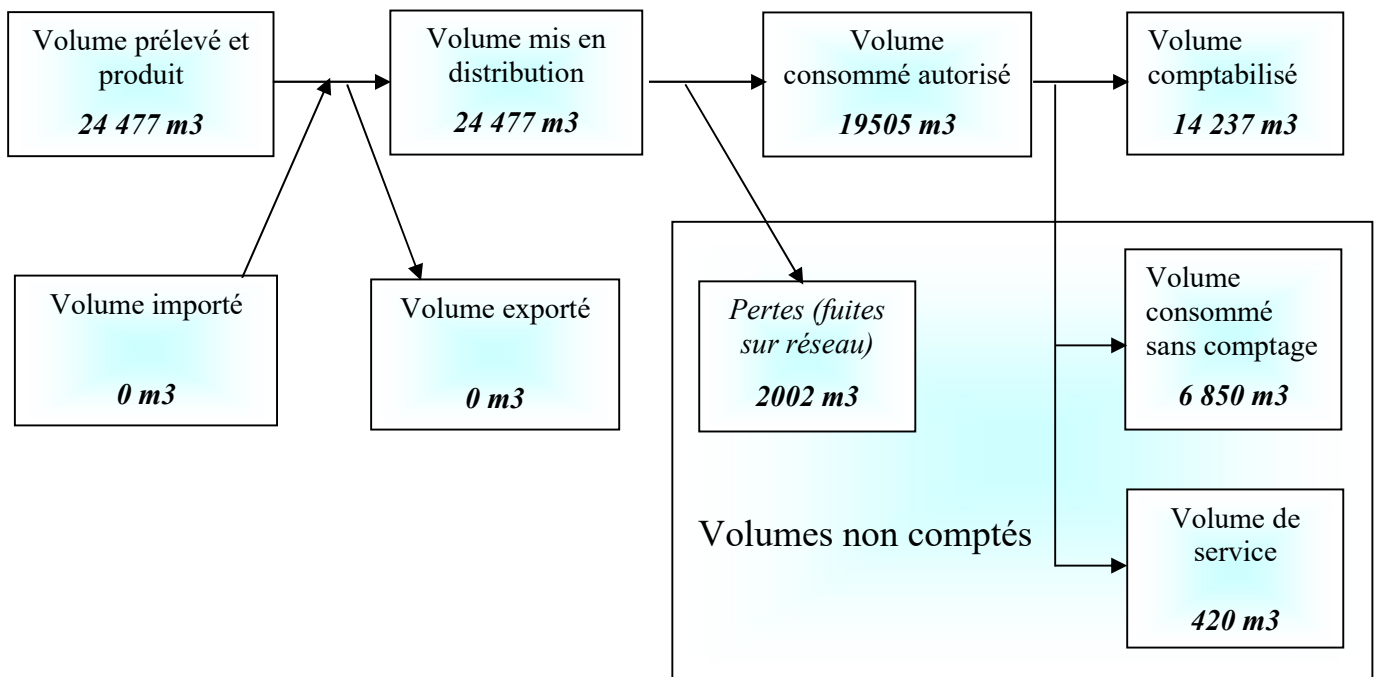 Volume prélevé et
produit
24 477 m3
Volume mis en
distribution
24 477 m3
Volume
consommé autorisé
19505 m3
Volume
comptabilisé
14 237 m3
Volume importé
0 m3
Volume exporté
0 m3
Pertes (fuites
sur réseau)
2002 m3
Volume
consommé
sans comptage
6 850 m3
Volumes non comptés
Volume de
service
420 m3